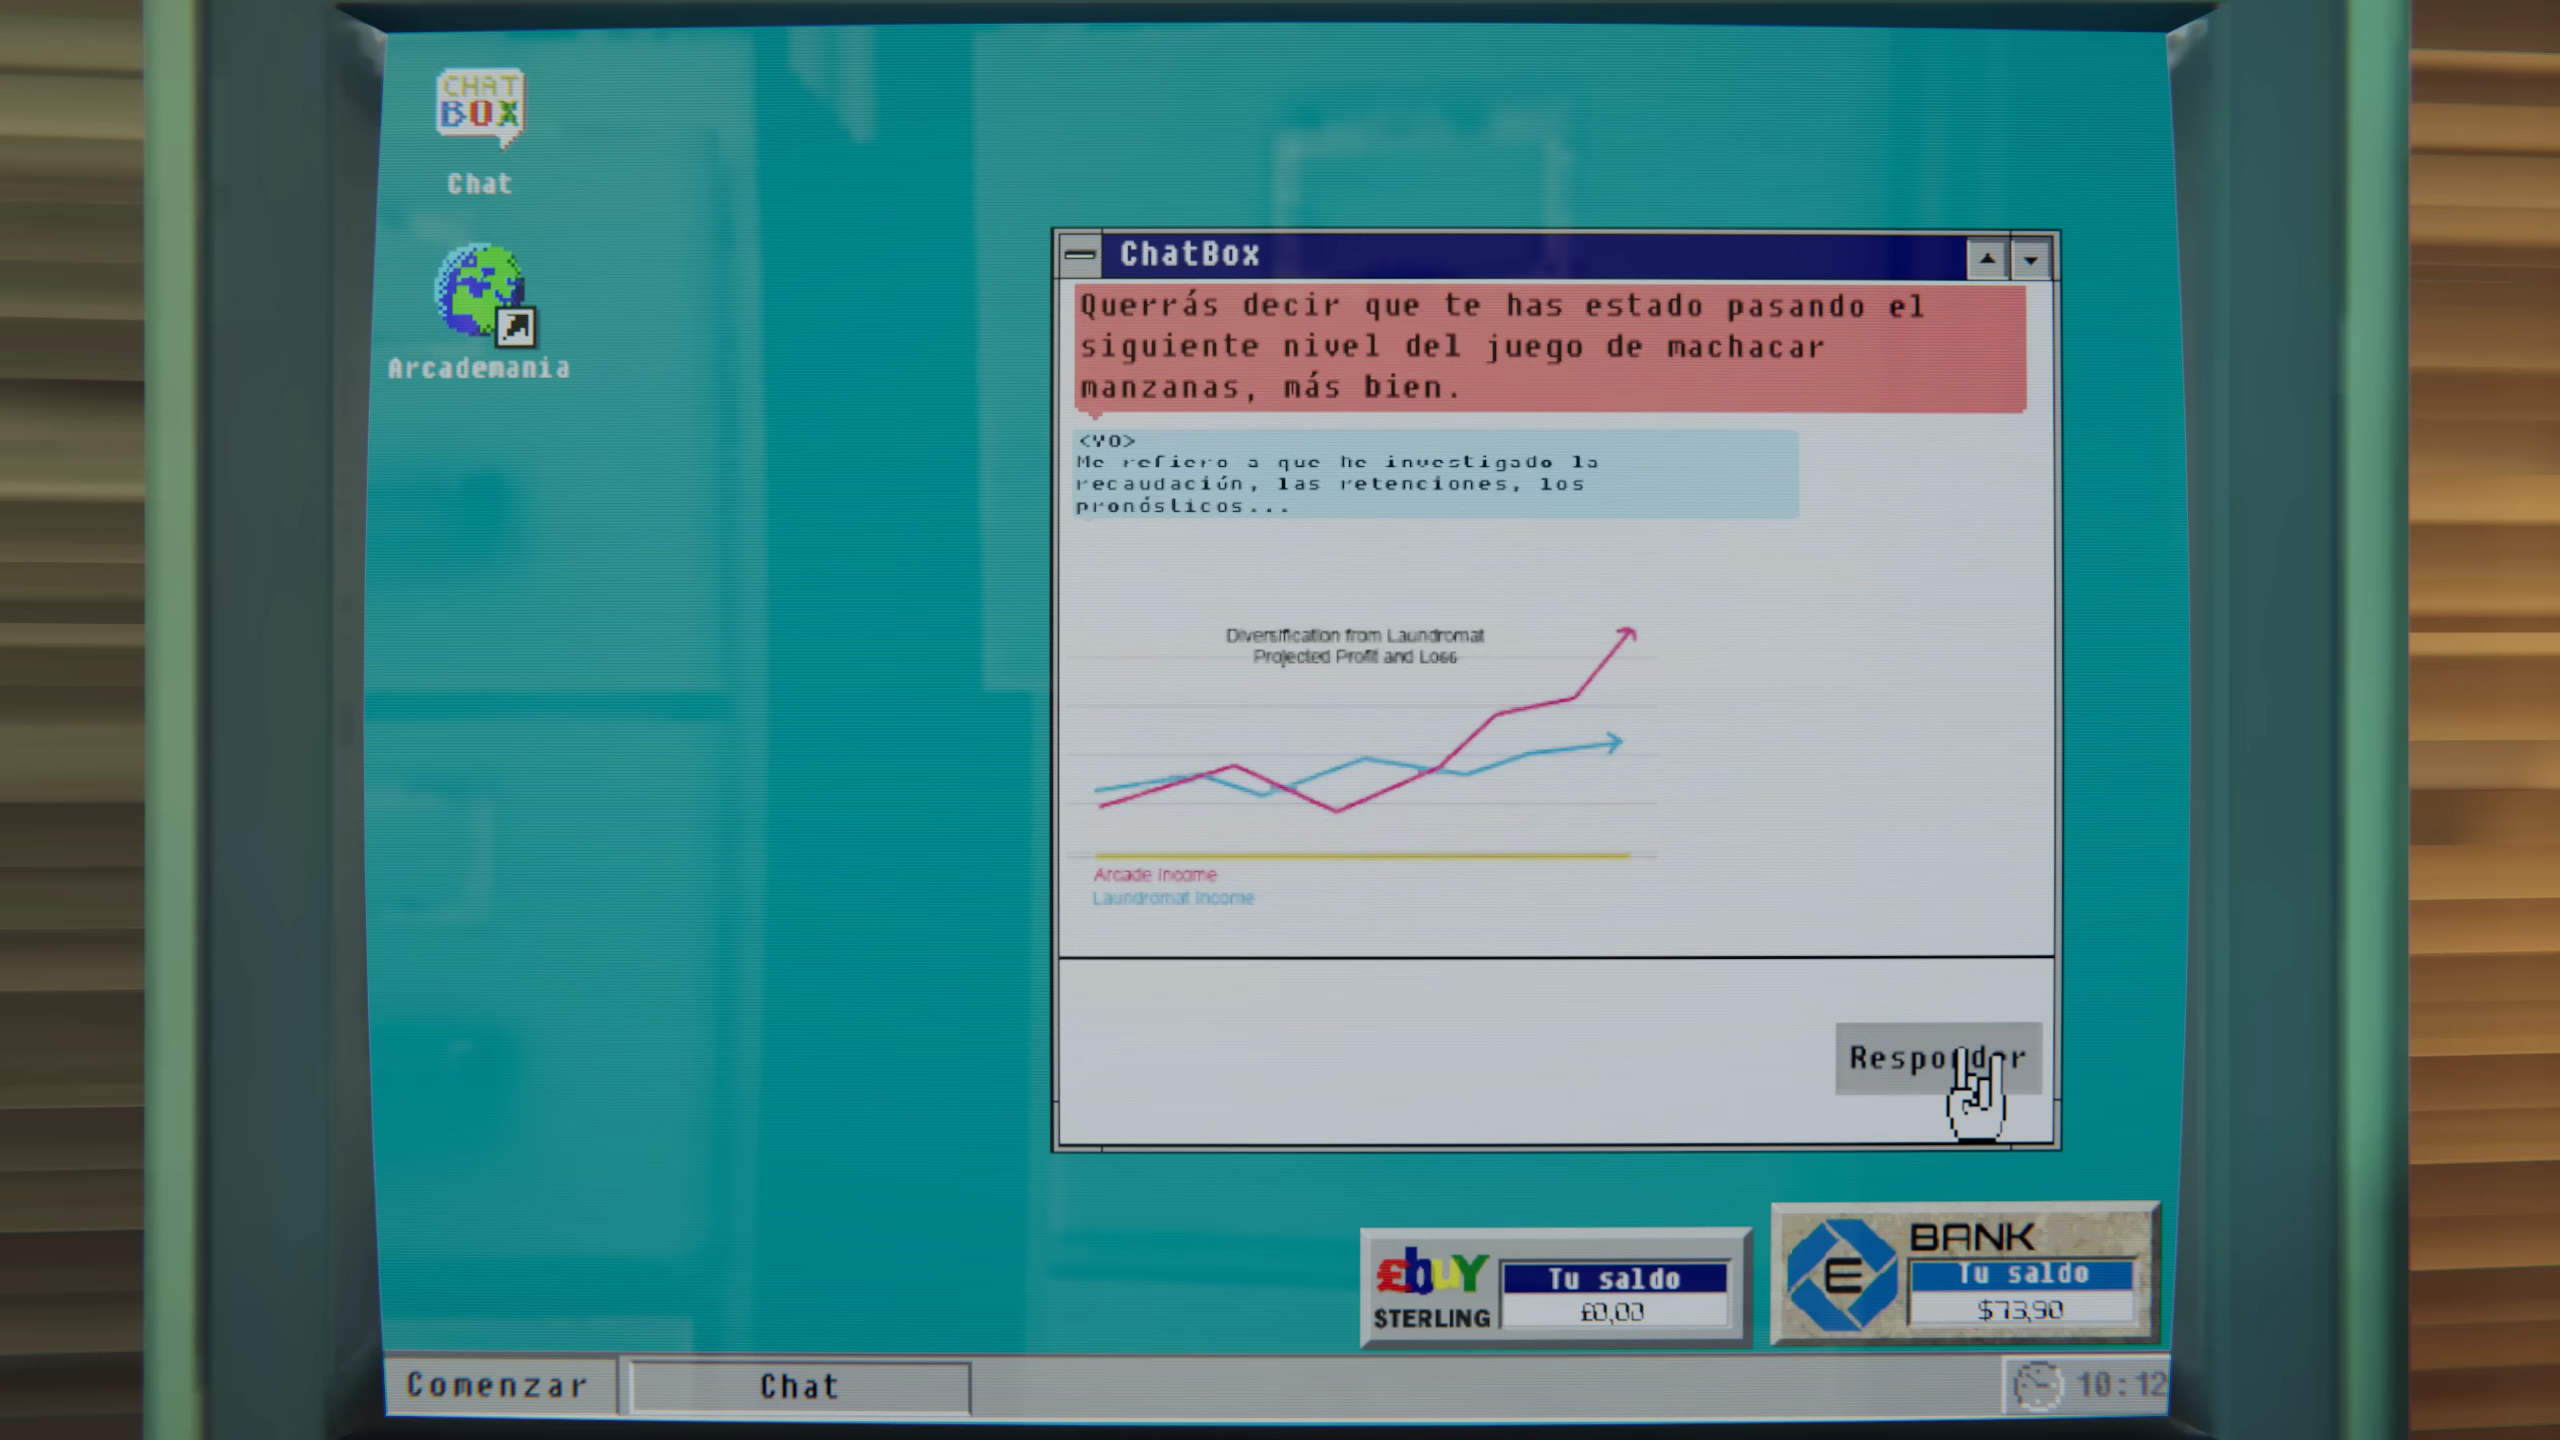 CHAT
BOX
Chat
Arcademania
ChatBox
Querrás decir que te has estado pasando el
siguiente nivel del juego de machacar
manzanas, más bien.
<YO>
Me refiero a que he investigado la
recaudación, las retenciones, los
pronósticos...
Diversification from Laundromat
Projected Profit and Loss
Arcade Income
Laundromat Income
Responder
£buY
STERLING
Tu saldo
£0,00
E
BANK
Tu saldo
$73,90
Comenzar
Chat
10:12